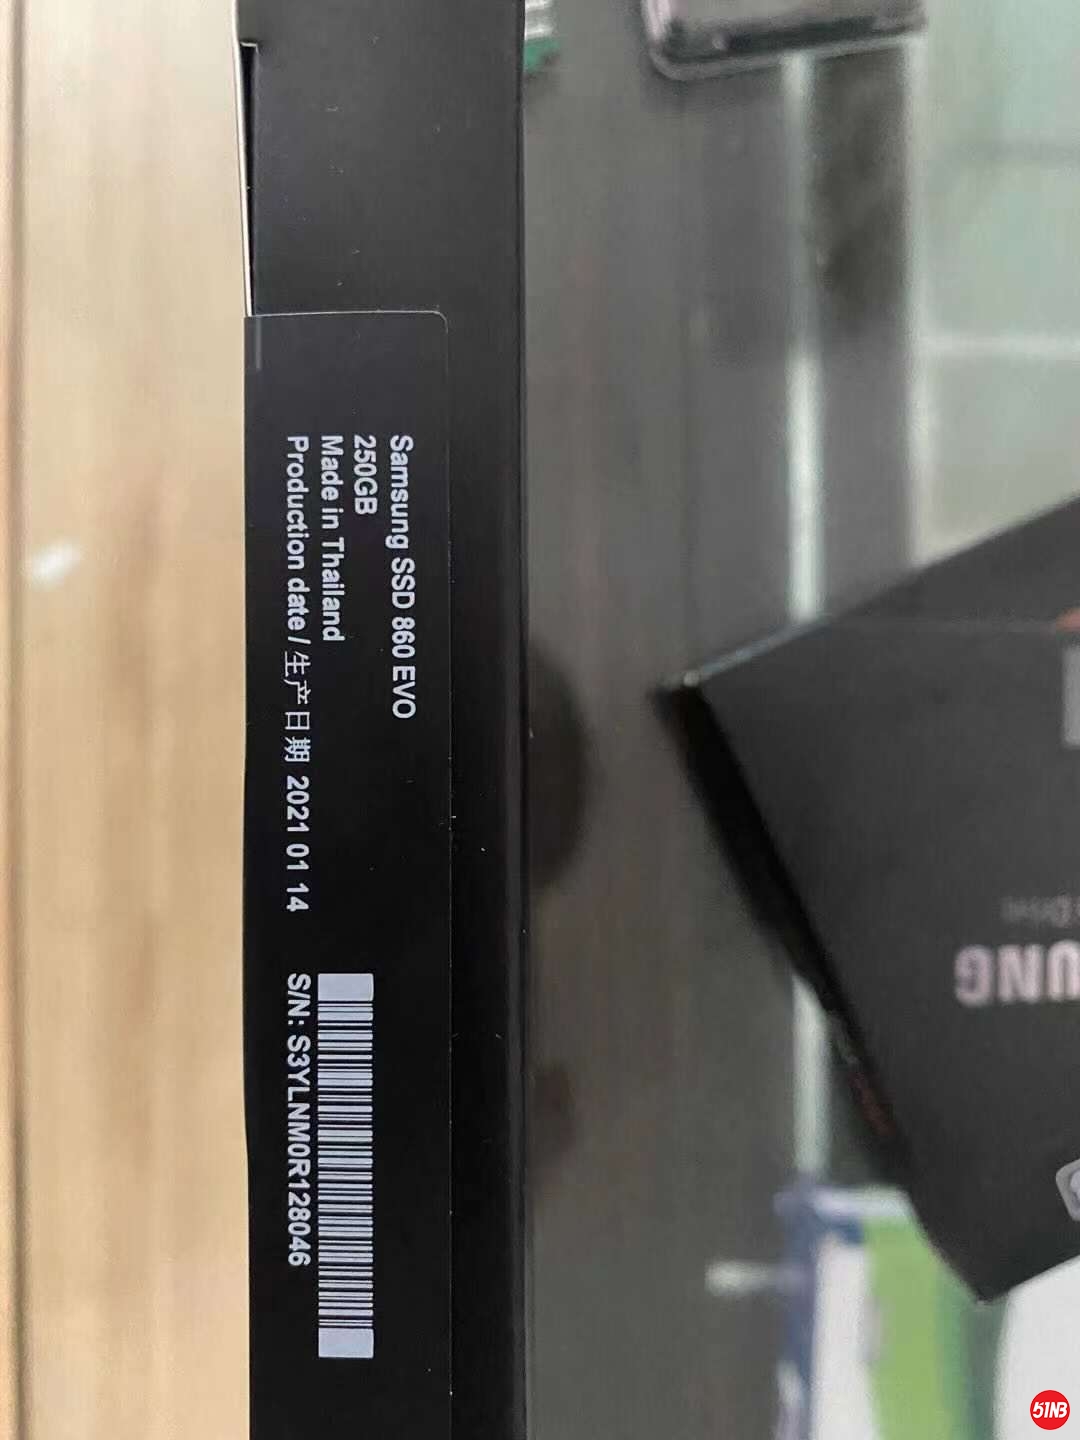 Samsung SSD 860 EVO
250GB
Made in Thailand
Production date / 生产日期 2021 01 14
S/N: S3YLNM0R128046
UNG
51NB